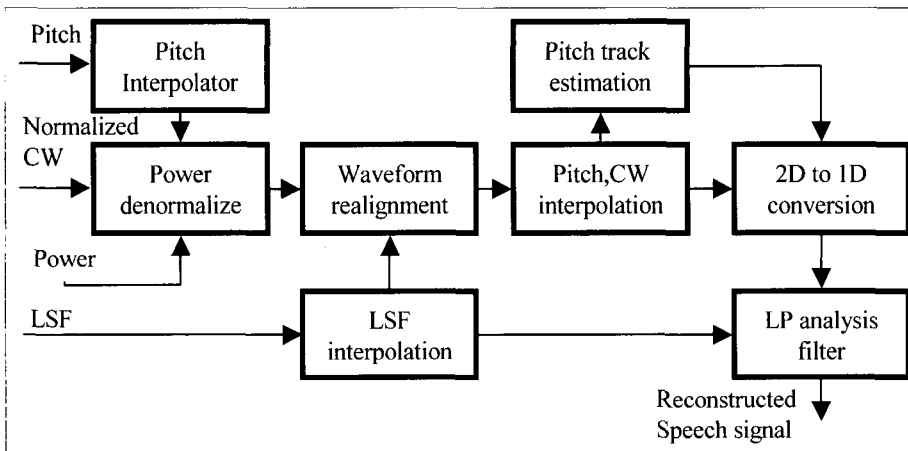 Pitch
Pitch
Interpolator
Pitch track
estimation
Normalized
CW
Power
denormalize
Waveform
realignment
Pitch,CW
interpolation
2D to 1D
conversion
Power
LSF
LSF
interpolation
LP analysis
filter
Reconstructed
Speech signal